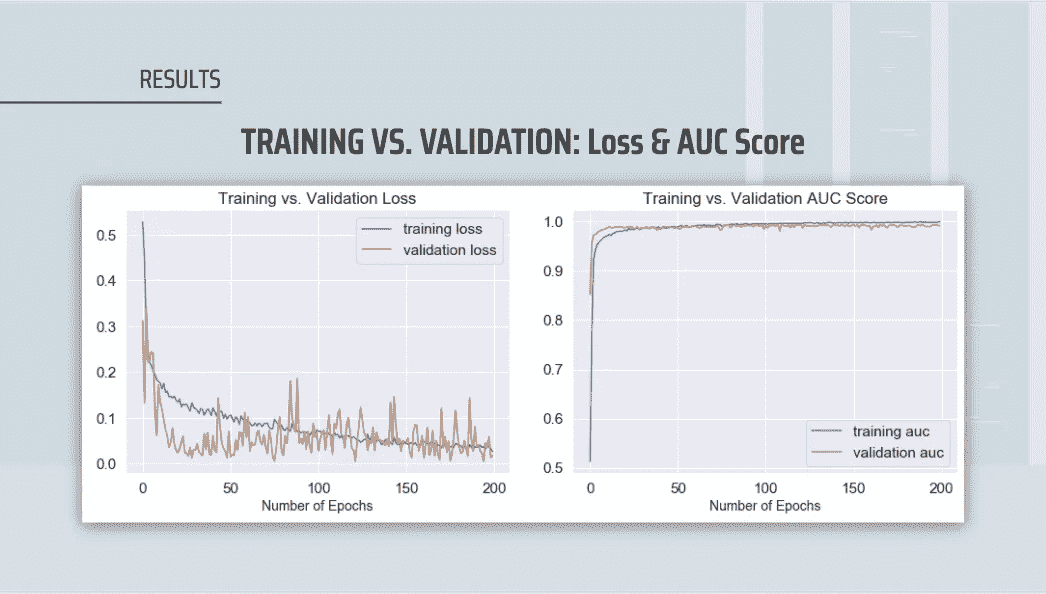 RESULTS
TRAINING VS. VALIDATION: Loss & AUC Score
Training vs. Validation Loss
training loss
validation loss
0.5
0.4
0.3
0.2
0.1
0.0
0 50 100 150 200
Number of Epochs
Training vs. Validation AUC Score
1.0
0.9
0.8
0.7
0.6
0.5
training auc
validation auc
0 50 100 150 200
Number of Epochs